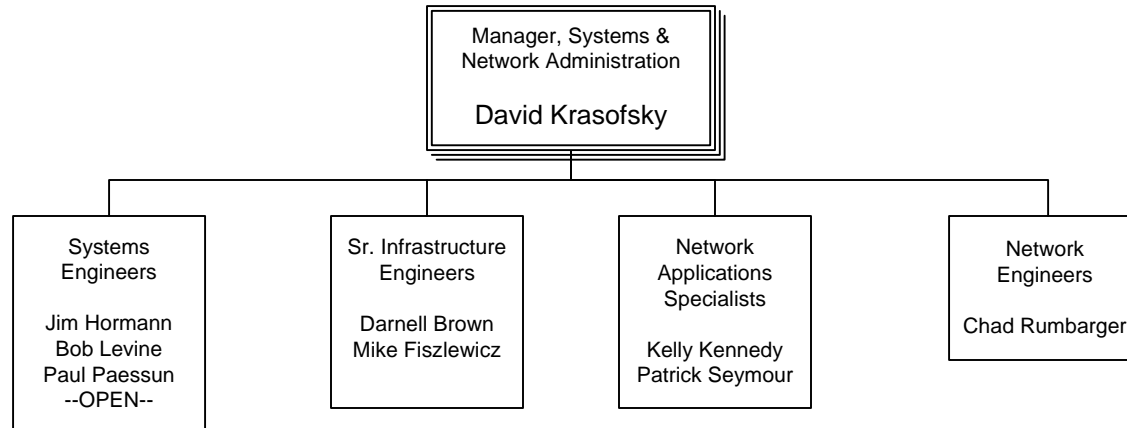 Manager, Systems &
Network Administration
David Krasofsky
Systems
Engineers
Jim Hormann
Bob Levine
Paul Paessun
--OPEN--
Sr. Infrastructure
Engineers
Darnell Brown
Mike Fiszlewicz
Network
Applications
Specialists
Kelly Kennedy
Patrick Seymour
Network
Engineers
Chad Rumbarger